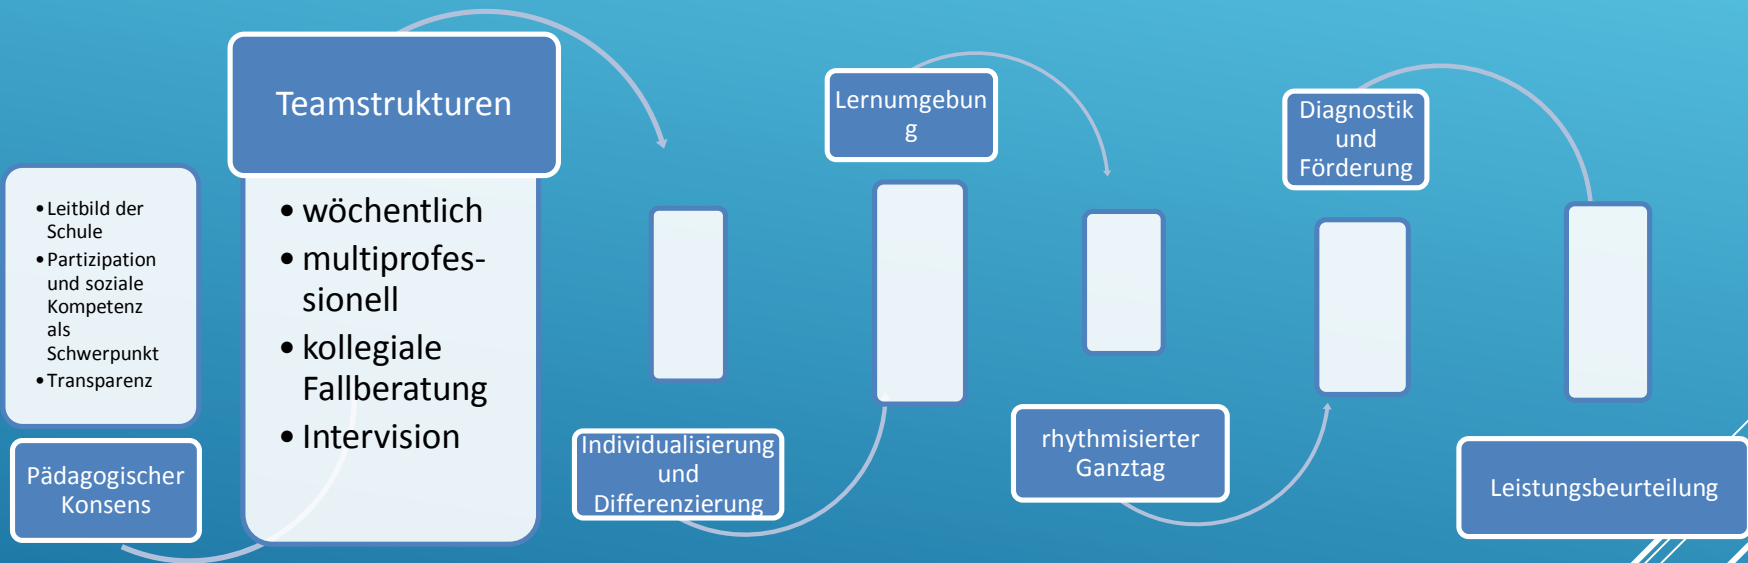 • Leitbild der
Schule
• Partizipation
und soziale
Kompetenz
als
Schwerpunkt
• Transparenz
Pädagogischer
Konsens
Teamstrukturen
• wöchentlich
• multiprofes-
sionell
• kollegiale
Fallberatung
• Intervision
Individualisierung
und
Differenzierung
Lernumgebun
g
rhythmisierter
Ganztag
Diagnostik
und
Förderung
Leistungsbeurteilung